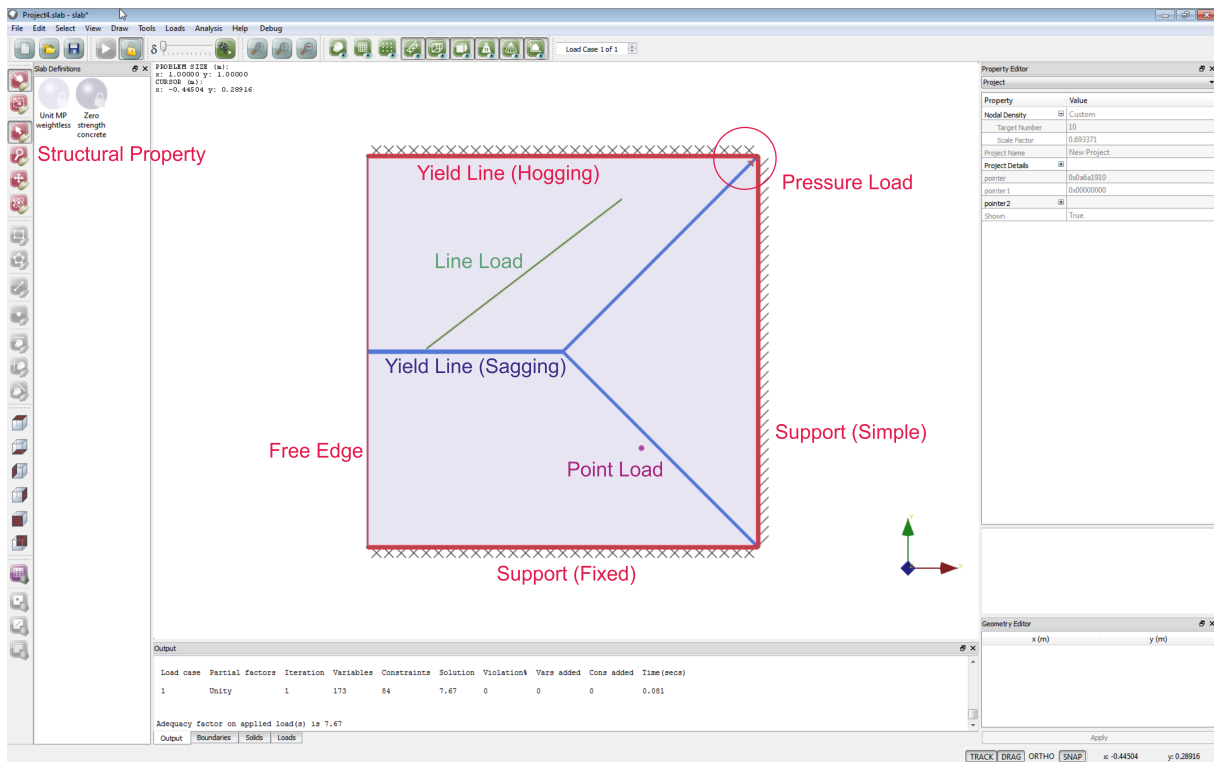 Project4.slab - slab*
File Edit Select View Draw Tools Loads Analysis Help Debug
δ
Load Case 1 of 1
Slab Definitions
Unit MP weightless
Zero strength concrete
Structural Property
PROBLEM SIZE (m):
x: 1.00000 y: 1.00000
CURSOR (m):
x: -0.44504 y: 0.28916
Yield Line (Hogging)
Pressure Load
Line Load
Yield Line (Sagging)
Support (Simple)
Free Edge
Point Load
Support (Fixed)
y
x
Property Editor
Project
Property Value
Nodal Density Custom
Target Number 10
Scale Factor 0.693371
Project Name New Project
Project Details
pointer 0x0a6a1910
pointer1 0x00000000
pointer2
Shown True
Geometry Editor
x (m) y (m)
Apply
Output
Load case Partial factors Iteration Variables Constraints Solution Violation% Vars added Cons added Time(secs)
1 Unity 1 173 84 7.67 0 0 0 0.081
Adequacy factor on applied load(s) is 7.67
Output Boundaries Solids Loads
TRACK DRAG ORTHO SNAP x: -0.44504 y: 0.28916